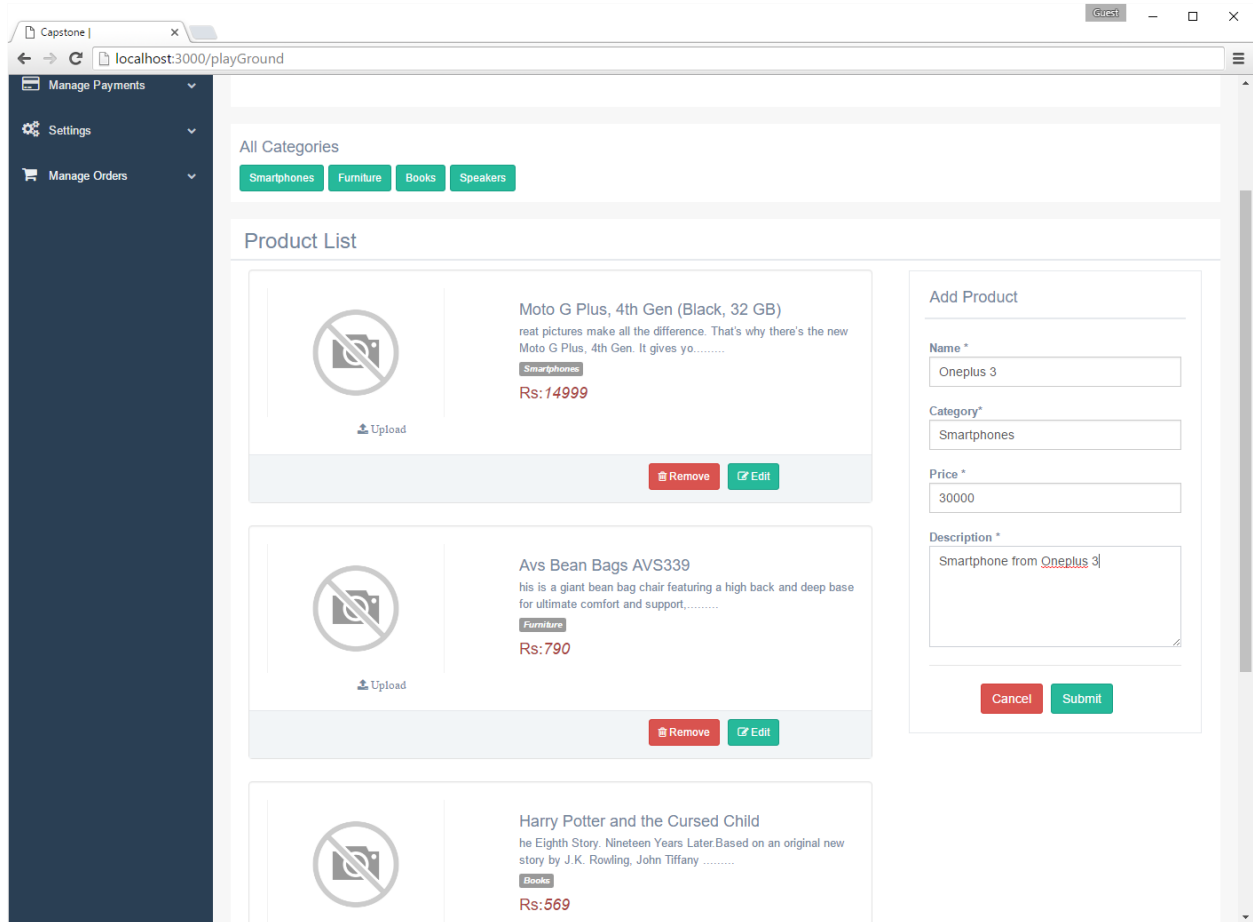 Guest
Capstone |
localhost:3000/playGround
Manage Payments
Settings
Manage Orders
All Categories
Smartphones Furniture Books Speakers
Product List
Moto G Plus, 4th Gen (Black, 32 GB)
reat pictures make all the difference. That's why there's the new
Moto G Plus, 4th Gen. It gives yo.........
Smartphones
Rs:14999
Upload
Remove Edit
Avs Bean Bags AVS339
his is a giant bean bag chair featuring a high back and deep base
for ultimate comfort and support,.........
Furniture
Rs:790
Upload
Remove Edit
Harry Potter and the Cursed Child
he Eighth Story. Nineteen Years Later.Based on an original new
story by J.K. Rowling, John Tiffany .........
Books
Rs:569
Add Product
Name *
Oneplus 3
Category*
Smartphones
Price *
30000
Description *
Smartphone from Oneplus 3
Cancel Submit